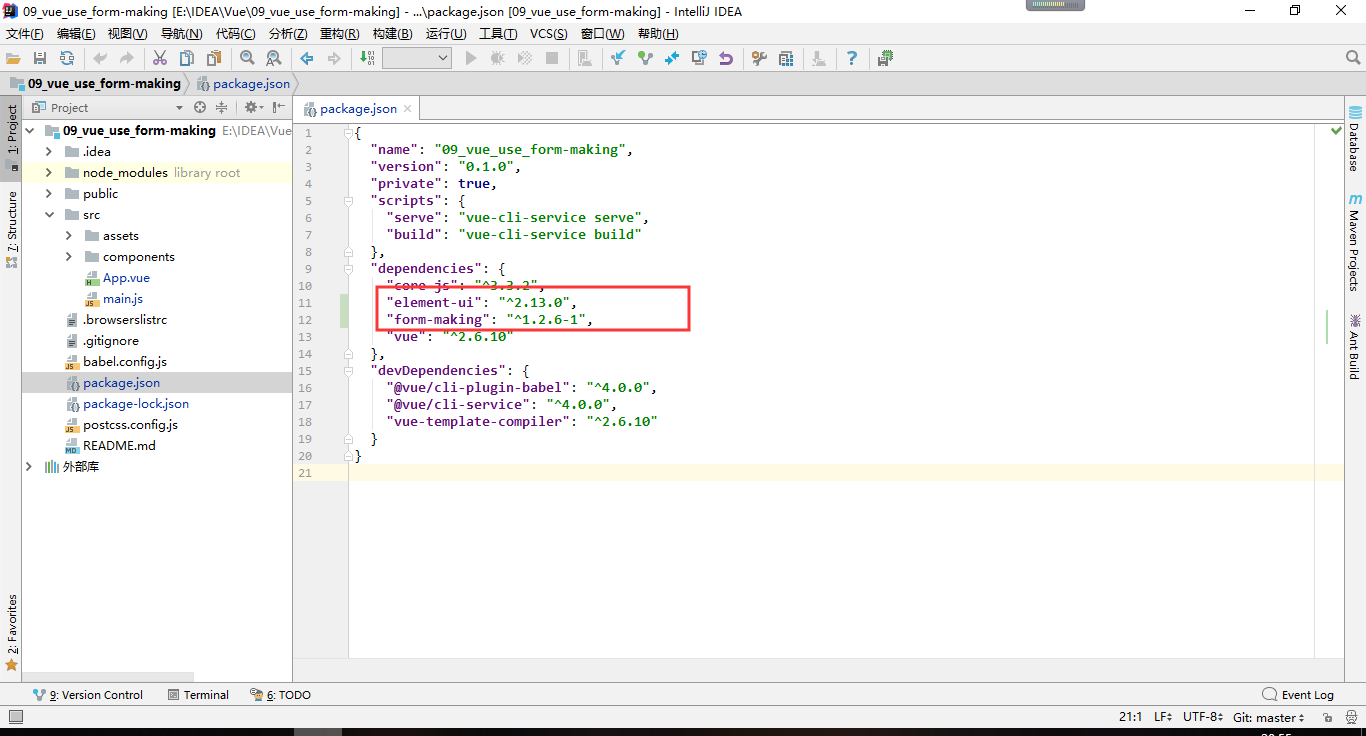 09_vue_use_form-making [E:\IDEA\Vue\09_vue_use_form-making] - ...\package.json [09_vue_use_form-making] - IntelliJ IDEA
文件(F) 编辑(E) 视图(V) 导航(N) 代码(C) 分析(Z) 重构(R) 构建(B) 运行(U) 工具(T) VCS(S) 窗口(W) 帮助(H)
09_vue_use_form-making package.json
Project
package.json
1: Project
7: Structure
2: Favorites
09_vue_use_form-making E:\IDEA\Vue
.idea
node_modules library root
public
src
assets
components
App.vue
main.js
.browserslistrc
.gitignore
babel.config.js
package.json
package-lock.json
postcss.config.js
README.md
外部库
1 {
2 "name": "09_vue_use_form-making",
3 "version": "0.1.0",
4 "private": true,
5 "scripts": {
6 "serve": "vue-cli-service serve",
7 "build": "vue-cli-service build"
8 },
9 "dependencies": {
10 "core-js": "^3.3.2",
11 "element-ui": "^2.13.0",
12 "form-making": "^1.2.6-1",
13 "vue": "^2.6.10"
14 },
15 "devDependencies": {
16 "@vue/cli-plugin-babel": "^4.0.0",
17 "@vue/cli-service": "^4.0.0",
18 "vue-template-compiler": "^2.6.10"
19 }
20 }
21
Database
Maven Projects
Ant Build
9: Version Control Terminal 6: TODO Event Log
21:1 LF UTF-8 Git: master